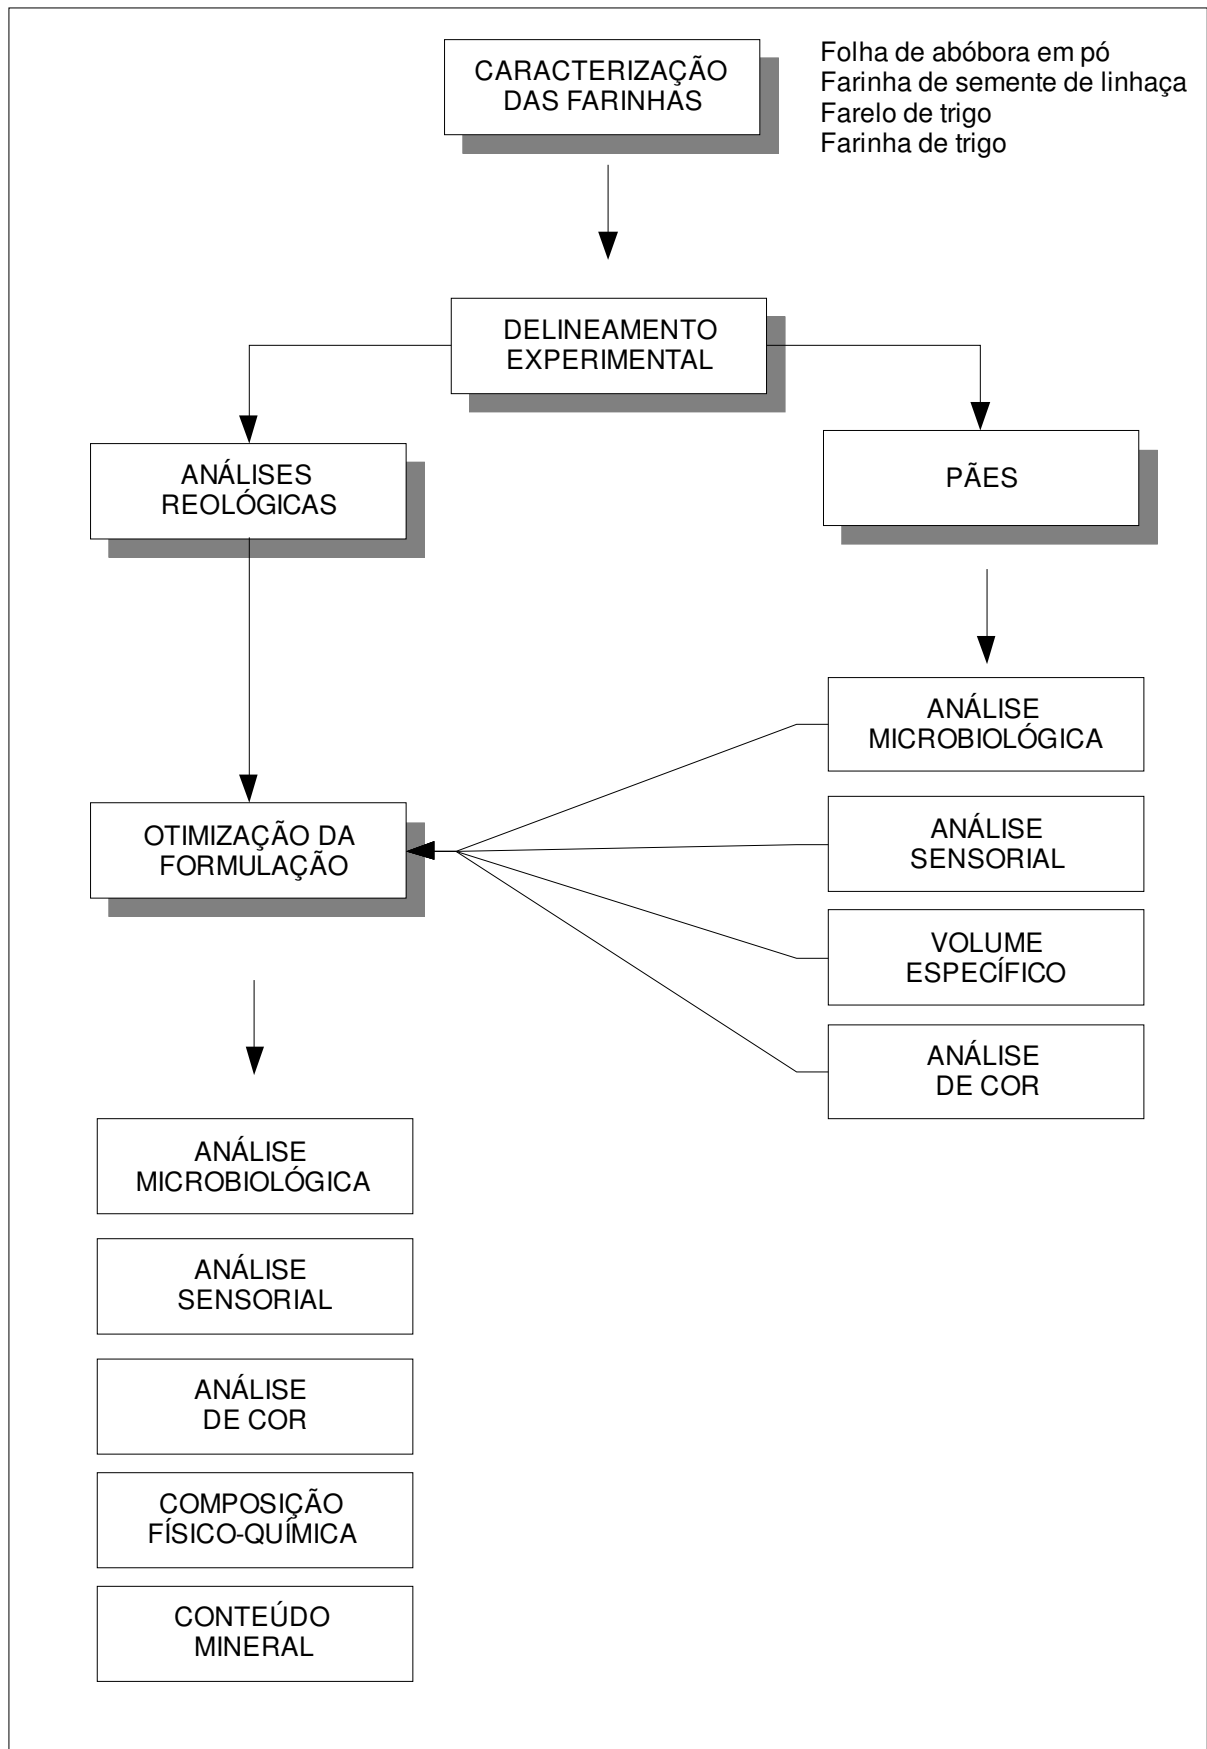 CARACTERIZAÇÃO
DAS FARINHAS
Folha de abóbora em pó
Farinha de semente de linhaça
Farelo de trigo
Farinha de trigo
DELINEAMENTO
EXPERIMENTAL
ANÁLISES
REOLÓGICAS
PÃES
ANÁLISE
MICROBIOLÓGICA
ANÁLISE
SENSORIAL
VOLUME
ESPECÍFICO
ANÁLISE
DE COR
OTIMIZAÇÃO DA
FORMULAÇÃO
ANÁLISE
MICROBIOLÓGICA
ANÁLISE
SENSORIAL
ANÁLISE
DE COR
COMPOSIÇÃO
FÍSICO-QUÍMICA
CONTEÚDO
MINERAL